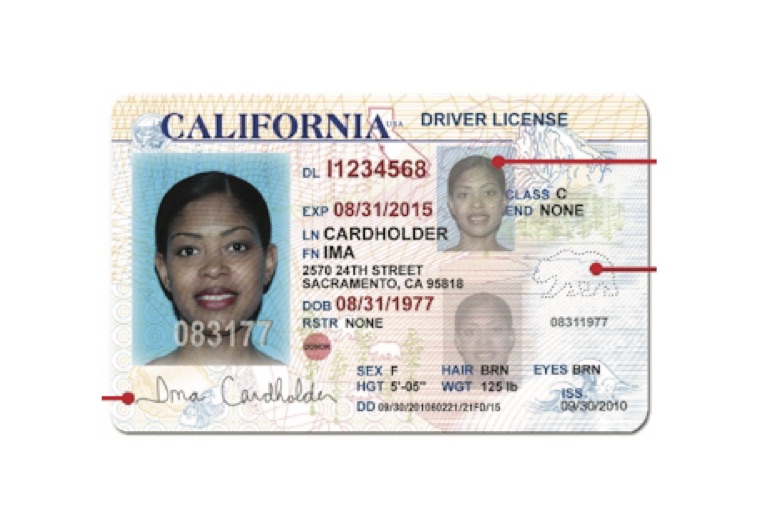 CALIFORNIA USA DRIVER LICENSE
DL I1234568
CLASS C
EXP 08/31/2015
END NONE
LN CARDHOLDER
FN IMA
2570 24TH STREET
SACRAMENTO, CA 95818
DOB 08/31/1977
RSTR NONE
083177
08311977
DONOR
SEX F
HAIR BRN
EYES BRN
HGT 5'-05"
WGT 125 lb
ISS
09/30/2010
DD 09/30/201060221/21FD/15
Ima Cardholder